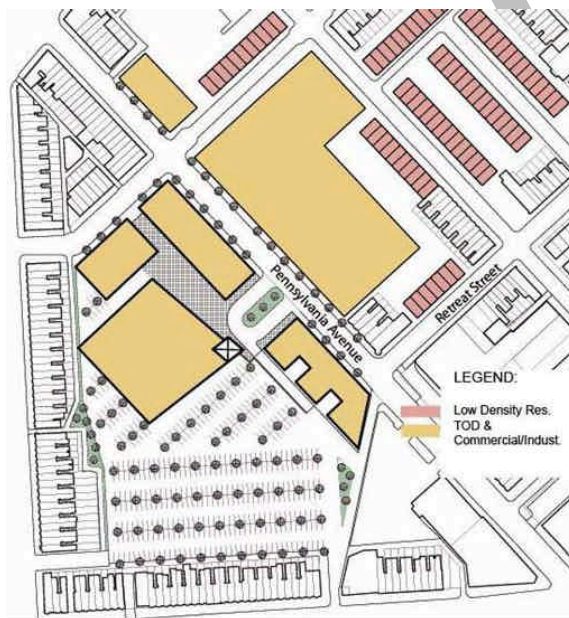 Pennsylvania Avenue
Retreat Street
LEGEND:
Low Density Res.
TOD &
Commercial/Indust.